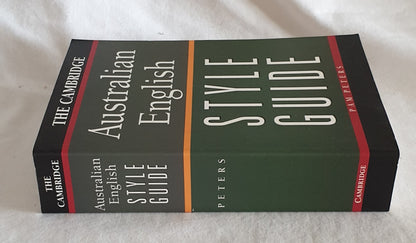 THE CAMBRIDGE
Australian
English
STYLE
GUIDE
PAM PETERS
THE
CAMBRIDGE
Australian
English
STYLE
GUIDE
PETERS
CAMBRIDGE